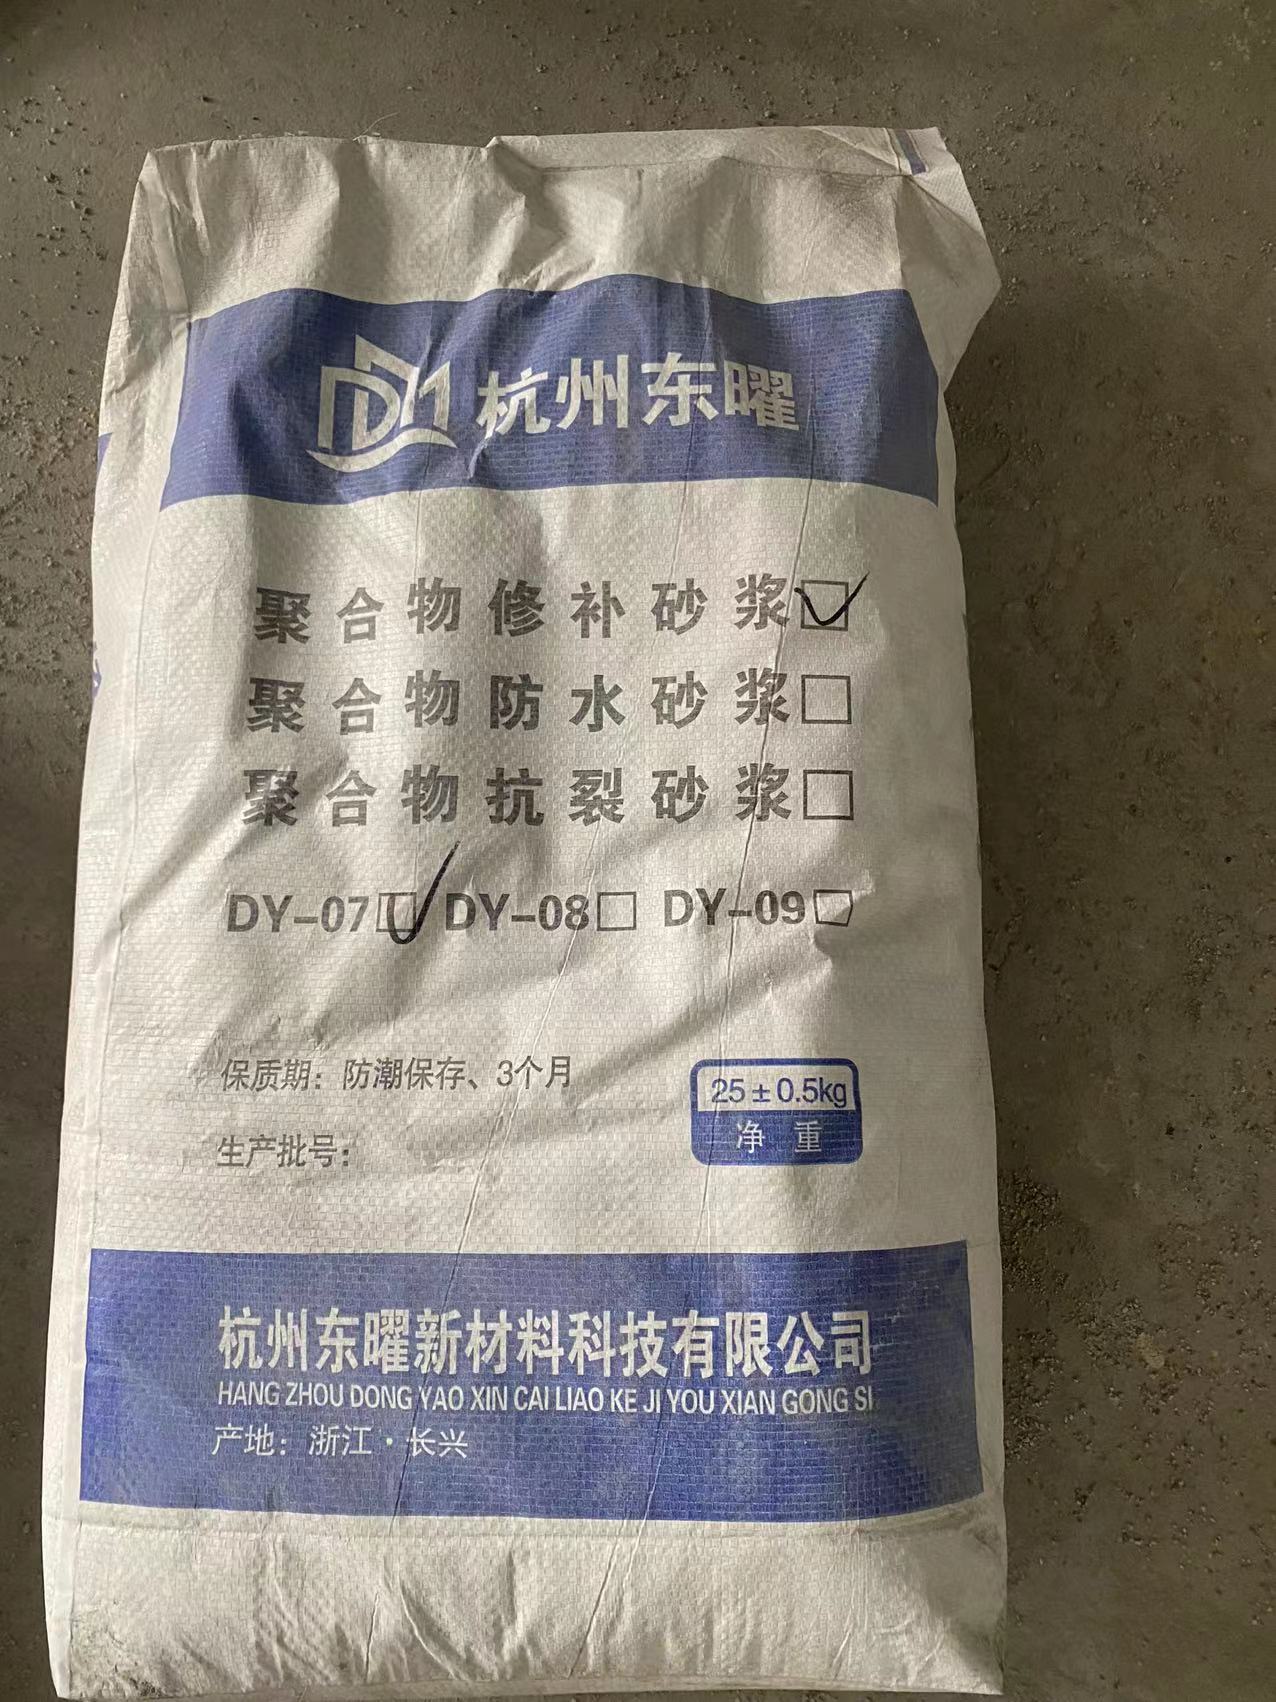 杭州东曜
聚合物修补砂浆☑
聚合物防水砂浆□
聚合物抗裂砂浆□
DY-07☑ DY-08□ DY-09□
保质期：防潮保存、3个月
25±0.5kg
净重
生产批号：
杭州东曜新材料科技有限公司
HANG ZHOU DONG YAO XIN CAI LIAO KE JI YOU XIAN GONG SI
产地：浙江·长兴